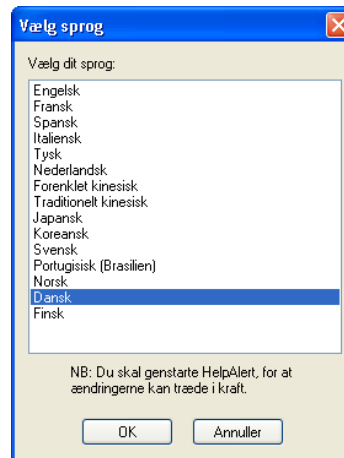 Vælg sprog
Vælg dit sprog:
Engelsk
Fransk
Spansk
Italiensk
Tysk
Nederlandsk
Forenklet kinesisk
Traditionelt kinesisk
Japansk
Koreansk
Svensk
Portugisisk (Brasilien)
Norsk
Dansk
Finsk
NB: Du skal genstarte HelpAlert, for at
ændringerne kan træde i kraft.
OK Annuller